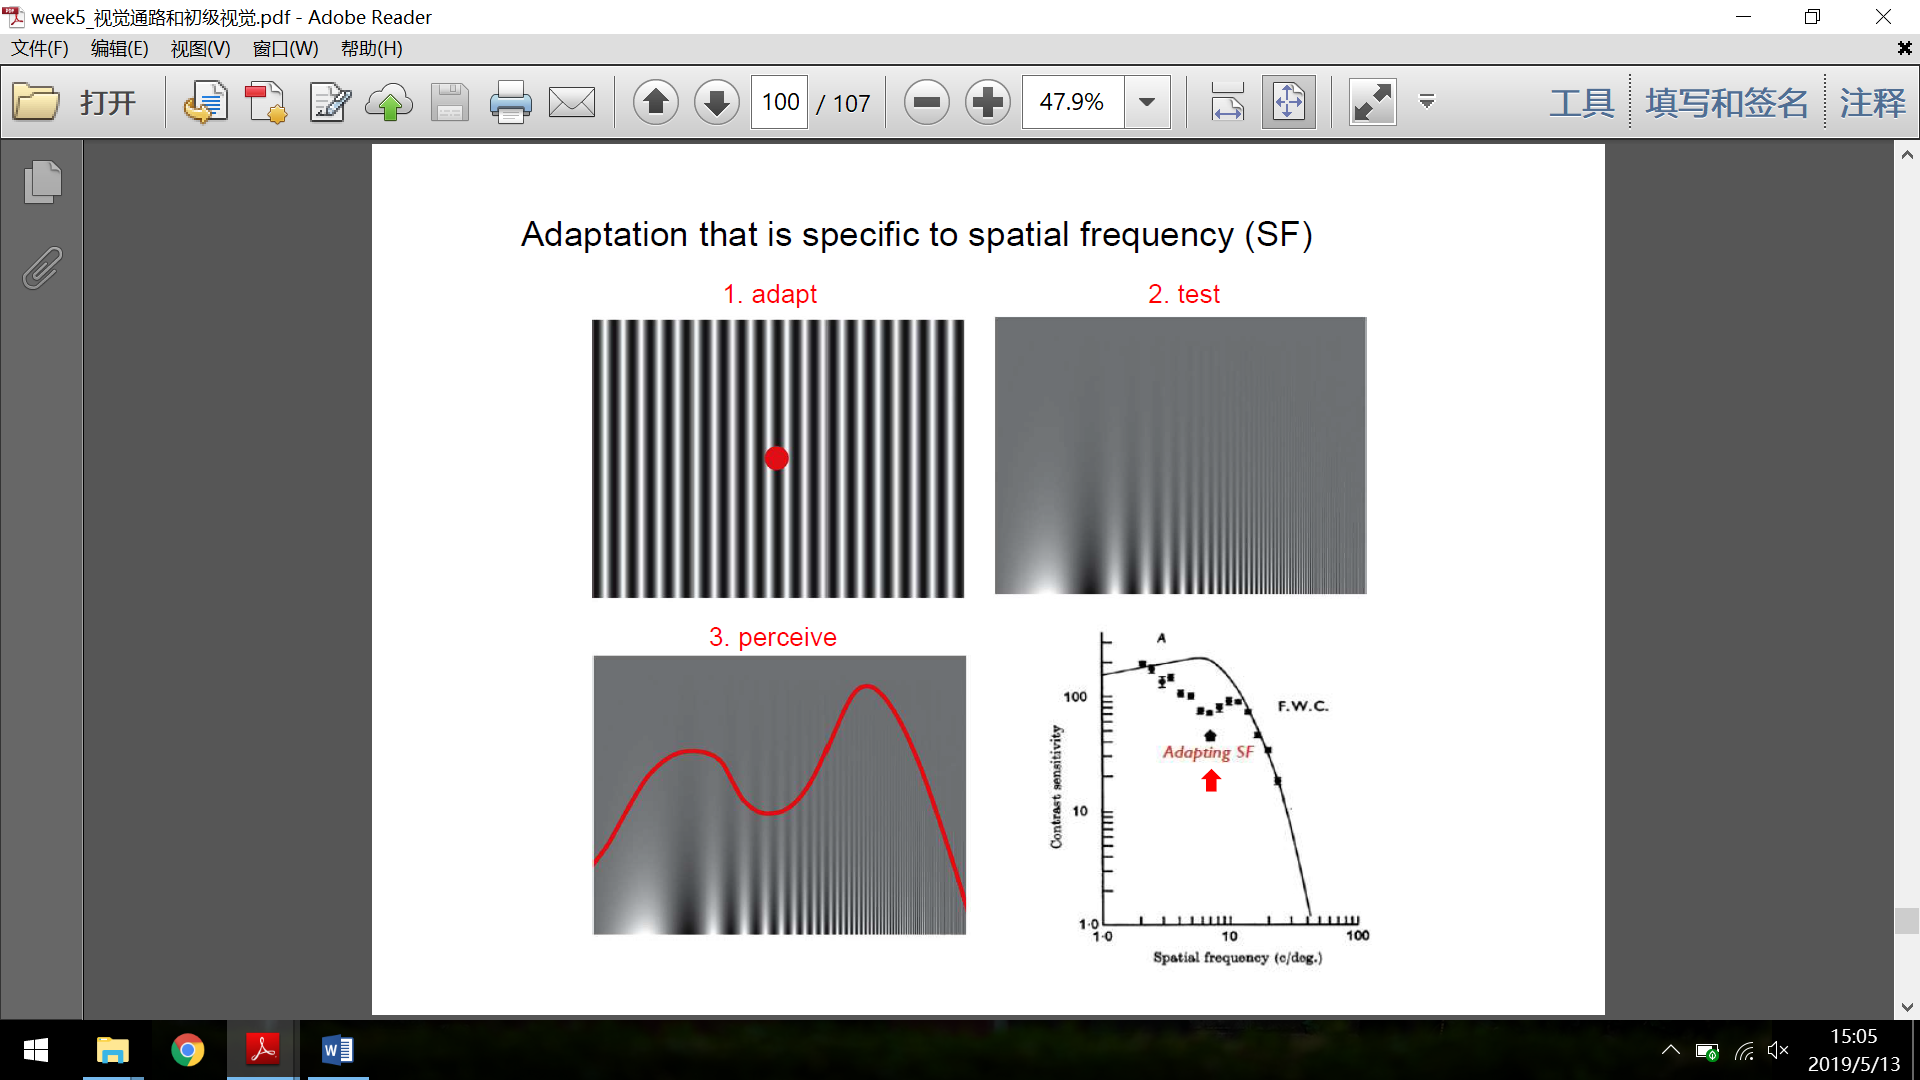 week5_视觉通路和初级视觉.pdf - Adobe Reader
文件(F) 编辑(E) 视图(V) 窗口(W) 帮助(H)
打开 100 / 107 47.9% 工具 填写和签名 注释
Adaptation that is specific to spatial frequency (SF)
1. adapt
2. test
3. perceive
A
100
F.W.C.
Adapting SF
Contrast sensitivity
10
1·0
1·0 10 100
Spatial frequency (c/deg.)
15:05
2019/5/13